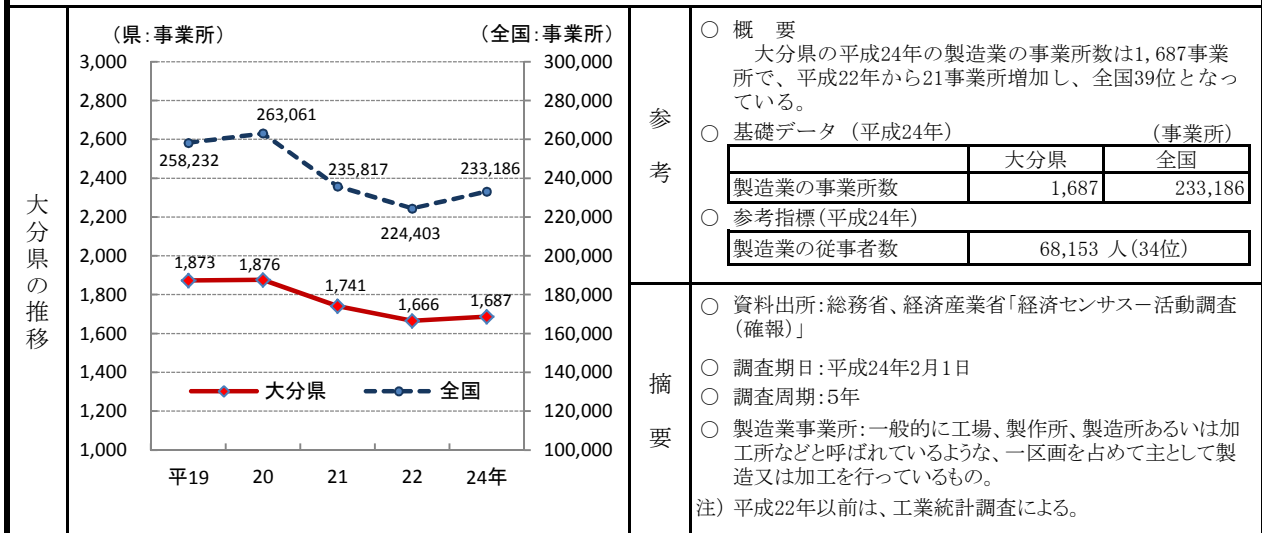 大分県の推移
（県：事業所）
（全国：事業所）
3,000
2,800
2,600
2,400
2,200
2,000
1,800
1,600
1,400
1,200
1,000
300,000
280,000
260,000
240,000
220,000
200,000
180,000
160,000
140,000
120,000
100,000
258,232
263,061
235,817
224,403
233,186
1,873
1,876
1,741
1,666
1,687
大分県
全国
平19
20
21
22
24年
参考
○ 概　要
大分県の平成24年の製造業の事業所数は1,687事業
所で、平成22年から21事業所増加し、全国39位となっ
ている。
○ 基礎データ （平成24年）
（事業所）
大分県 全国
製造業の事業所数 1,687 233,186
○ 参考指標（平成24年）
製造業の従事者数 68,153 人（34位）
摘要
○ 資料出所：総務省、経済産業省「経済センサス－活動調査
（確報）」
○ 調査期日：平成24年2月1日
○ 調査周期：5年
○ 製造業事業所：一般的に工場、製作所、製造所あるいは加
工所などと呼ばれているような、一区画を占めて主として製
造又は加工を行っているもの。
注） 平成22年以前は、工業統計調査による。